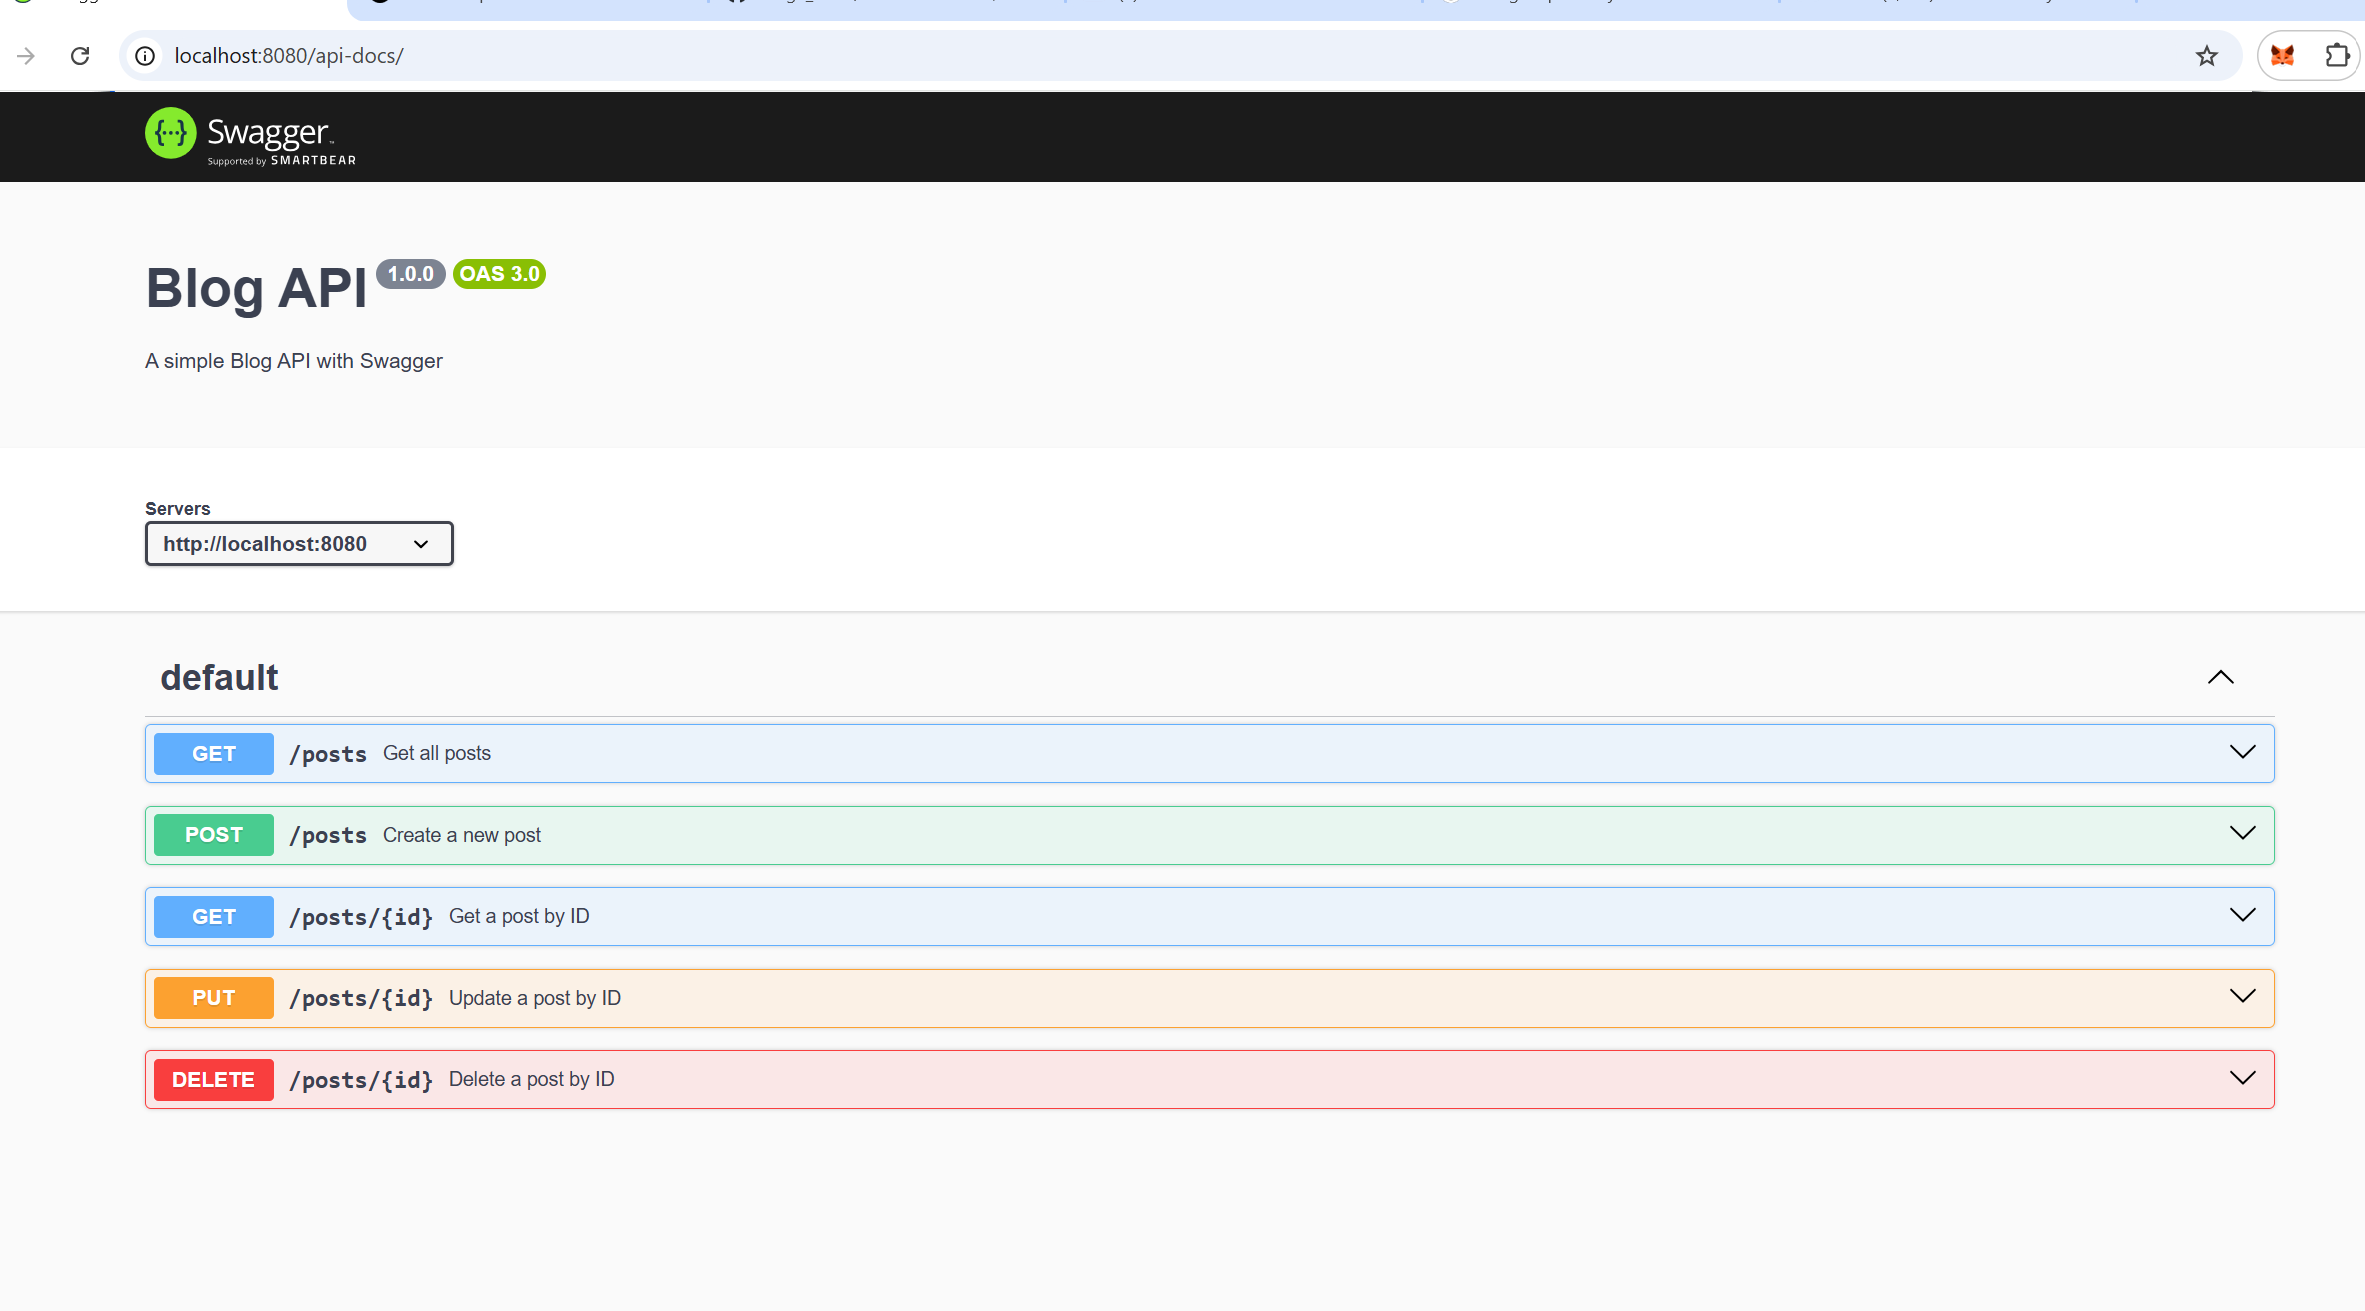 localhost:8080/api-docs/
{···} Swagger™
Supported by SMARTBEAR
Blog API 1.0.0 OAS 3.0
A simple Blog API with Swagger
Servers
http://localhost:8080
default
GET /posts Get all posts
POST /posts Create a new post
GET /posts/{id} Get a post by ID
PUT /posts/{id} Update a post by ID
DELETE /posts/{id} Delete a post by ID